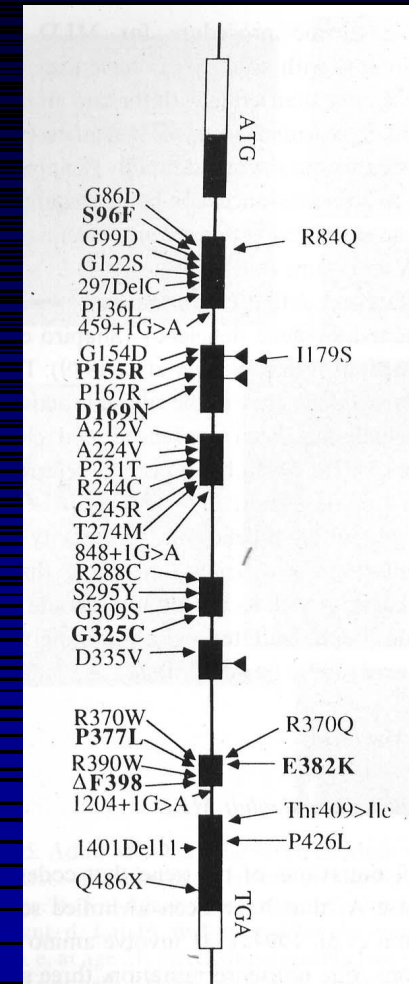 ATG
G86D
S96F
G99D
R84Q
G122S
297DelC
P136L
459+1G>A
G154D
I179S
P155R
P167R
D169N
A212V
A224V
P231T
R244C
G245R
T274M
848+1G>A
R288C
S295Y
G309S
G325C
D335V
R370W
R370Q
P377L
E382K
R390W
ΔF398
1204+1G>A
Thr409>Ile
1401Del11
P426L
Q486X
TGA